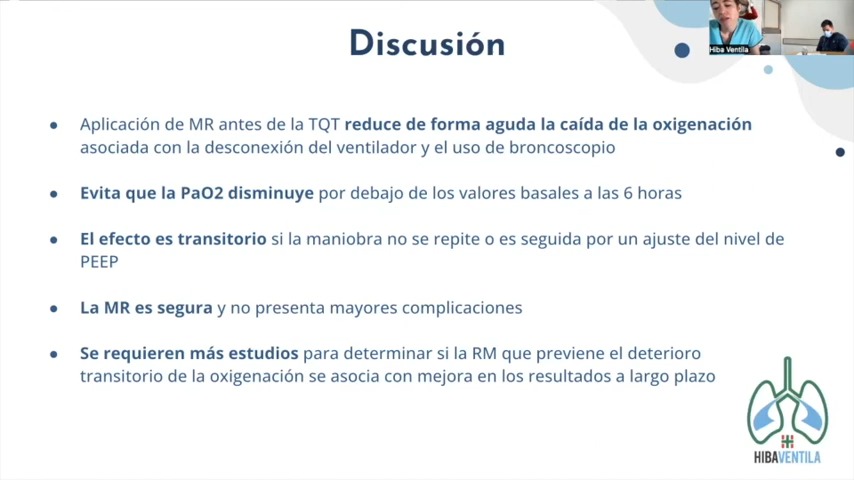 Discusión
Hiba Ventila
● Aplicación de MR antes de la TQT reduce de forma aguda la caída de la oxigenación
asociada con la desconexión del ventilador y el uso de broncoscopio
● Evita que la PaO2 disminuye por debajo de los valores basales a las 6 horas
● El efecto es transitorio si la maniobra no se repite o es seguida por un ajuste del nivel de
PEEP
● La MR es segura y no presenta mayores complicaciones
● Se requieren más estudios para determinar si la RM que previene el deterioro
transitorio de la oxigenación se asocia con mejora en los resultados a largo plazo
HIBAVENTILA